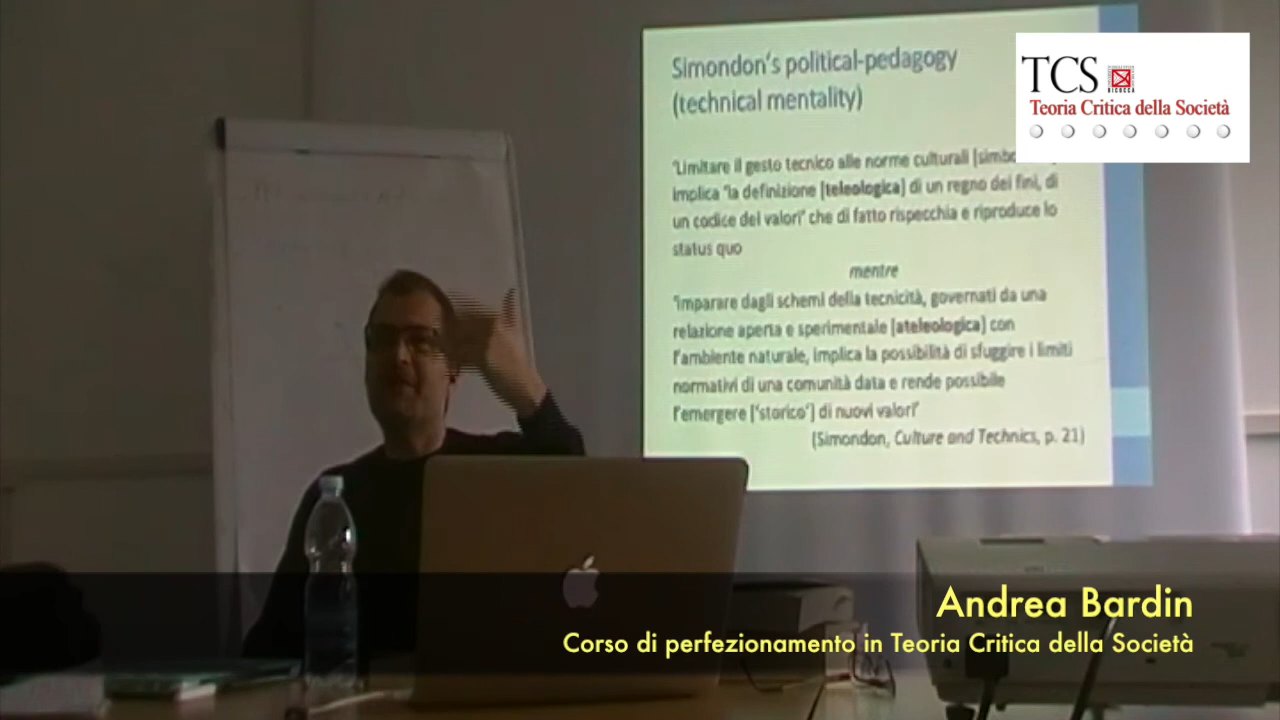 Simondon's political-pedagogy
(technical mentality)
TCS
BICOCCA
Teoria Critica della Società
'Limitare il gesto tecnico alle norme culturali [simbo
implica 'la definizione [teleologica] di un regno dei fini, di
un codice dei valori' che di fatto rispecchia e riproduce lo
status quo
mentre
'imparare dagli schemi della tecnicità, governati da una
relazione aperta e sperimentale [ateleologica] con
l'ambiente naturale, implica la possibilità di sfuggire i limiti
normativi di una comunità data e rende possibile
l'emergere ['storico'] di nuovi valori'
(Simondon, Culture and Technics, p. 21)
Andrea Bardin
Corso di perfezionamento in Teoria Critica della Società